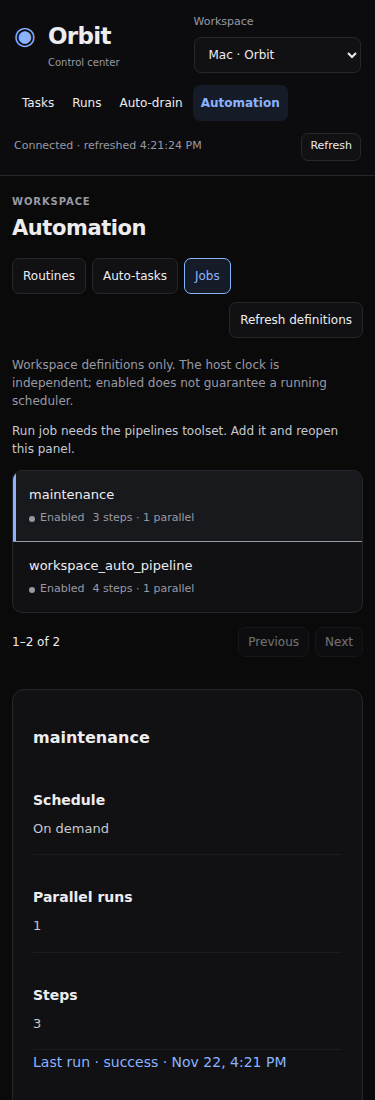 Orbit
Control center
Workspace
Mac · Orbit
Tasks Runs Auto-drain Automation
Connected · refreshed 4:21:24 PM
Refresh
WORKSPACE
Automation
Routines Auto-tasks Jobs
Refresh definitions
Workspace definitions only. The host clock is
independent; enabled does not guarantee a running
scheduler.
Run job needs the pipelines toolset. Add it and reopen
this panel.
maintenance
Enabled 3 steps · 1 parallel
workspace_auto_pipeline
Enabled 4 steps · 1 parallel
1–2 of 2
Previous Next
maintenance
Schedule
On demand
Parallel runs
1
Steps
3
Last run · success · Nov 22, 4:21 PM